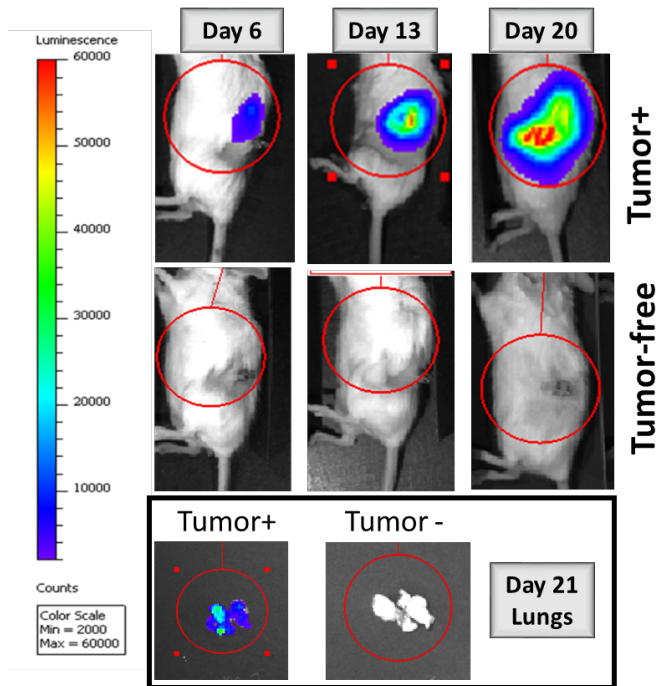 Luminescence
60000
50000
40000
30000
20000
10000
Counts
Color Scale
Min = 2000
Max = 60000
Day 6
Day 13
Day 20
Tumor+
Tumor-free
Tumor+
Tumor -
Day 21
Lungs